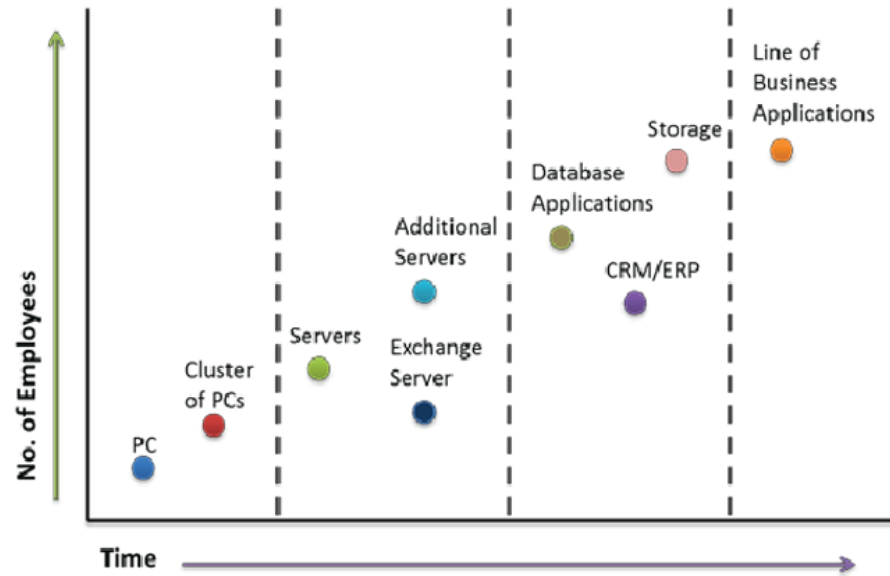 Line of
Business
Applications
Storage
Database
Applications
Additional
Servers
CRM/ERP
Servers
Exchange
Server
Cluster
of PCs
PC
No. of Employees
Time